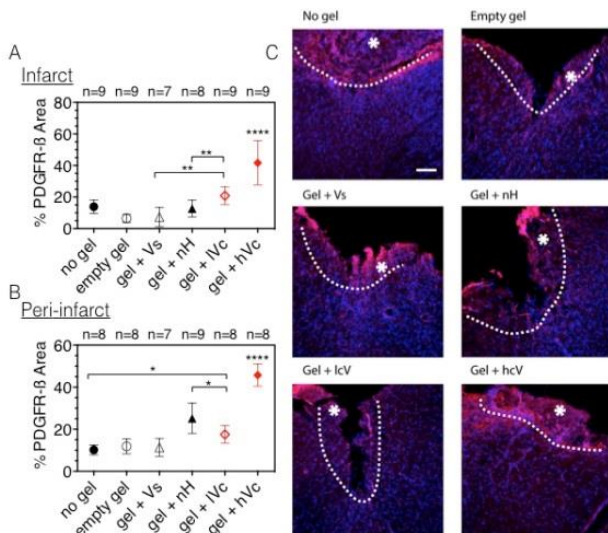 A
Infarct
n=9 n=9 n=7 n=8 n=9 n=9
% PDGFR-ß Area
80
60
40
20
0
****
**
**
no gel
empty gel
gel + Vs
gel + nH
gel + lVc
gel + hVc
B
Peri-infarct
n=8 n=8 n=7 n=9 n=8 n=8
% PDGFR-ß Area
60
40
20
0
****
*
*
no gel
empty gel
gel + Vs
gel + nH
gel + lVc
gel + hVc
C
No gel
Empty gel
*
*
Gel + Vs
Gel + nH
*
*
Gel + lcV
Gel + hcV
*
*